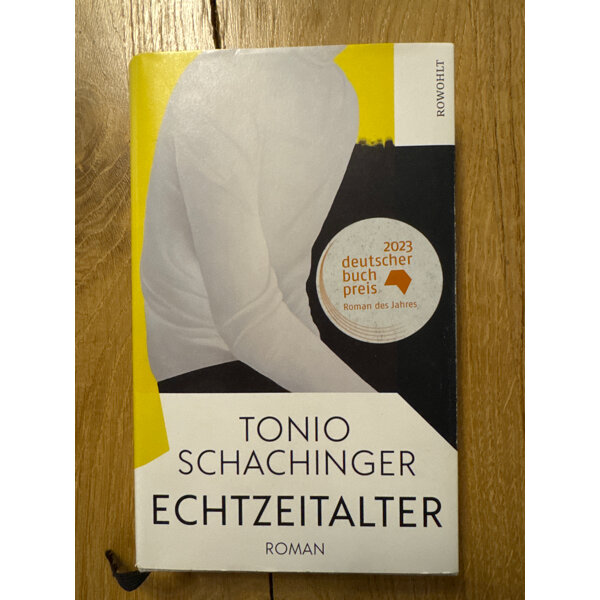 ROWOHLT
2023
deutscher
buch
preis
Roman des Jahres
TONIO
SCHACHINGER
ECHTZEITALTER
ROMAN